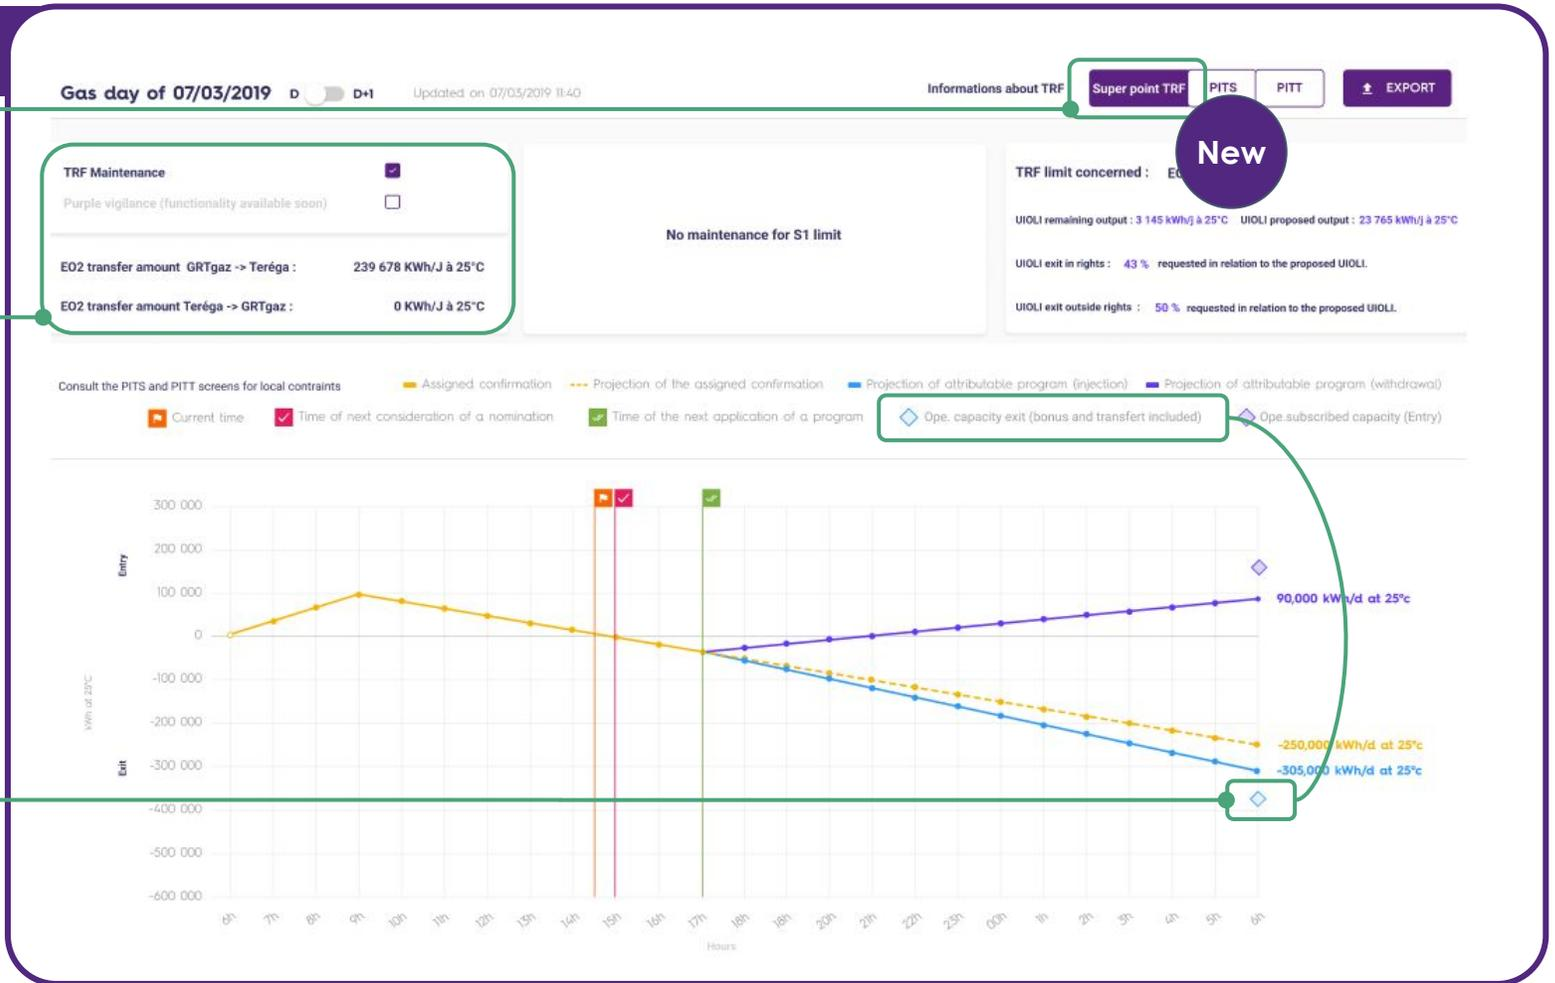 Gas day of 07/03/2019 D D+1 Updated on 07/03/2019 11:40 Informations about TRF Super point TRF PITS PITT EXPORT
New
TRF Maintenance
Purple vigilance (functionality available soon)
EO2 transfer amount GRTgaz -> Teréga : 239 678 KWh/J à 25°C
EO2 transfer amount Teréga -> GRTgaz : 0 KWh/J à 25°C
No maintenance for S1 limit
TRF limit concerned :
UIOLI remaining output : 3 145 kWh/j à 25°C UIOLI proposed output : 23 765 kWh/j à 25°C
UIOLI exit in rights : 43 % requested in relation to the proposed UIOLI.
UIOLI exit outside rights : 50 % requested in relation to the proposed UIOLI.
Consult the PITS and PITT screens for local contraints Assigned confirmation Projection of the assigned confirmation Projection of attributable program (injection) Projection of attributable program (withdrawal)
Current time Time of next consideration of a nomination Time of the next application of a program Ope. capacity exit (bonus and transfert included) Ope.subscribed capacity (Entry)
300 000
200 000
Entry
100 000
90,000 kWh/d at 25°c
0
-100 000
kWh at 25°C
-200 000
-250,000 kWh/d at 25°c
-300 000
Exit
-305,000 kWh/d at 25°c
-400 000
-500 000
-600 000
6h 7h 8h 9h 10h 11h 12h 13h 14h 15h 16h 17h 18h 18h 20h 21h 22h 23h 00h 1h 2h 3h 4h 5h 6h
Hours